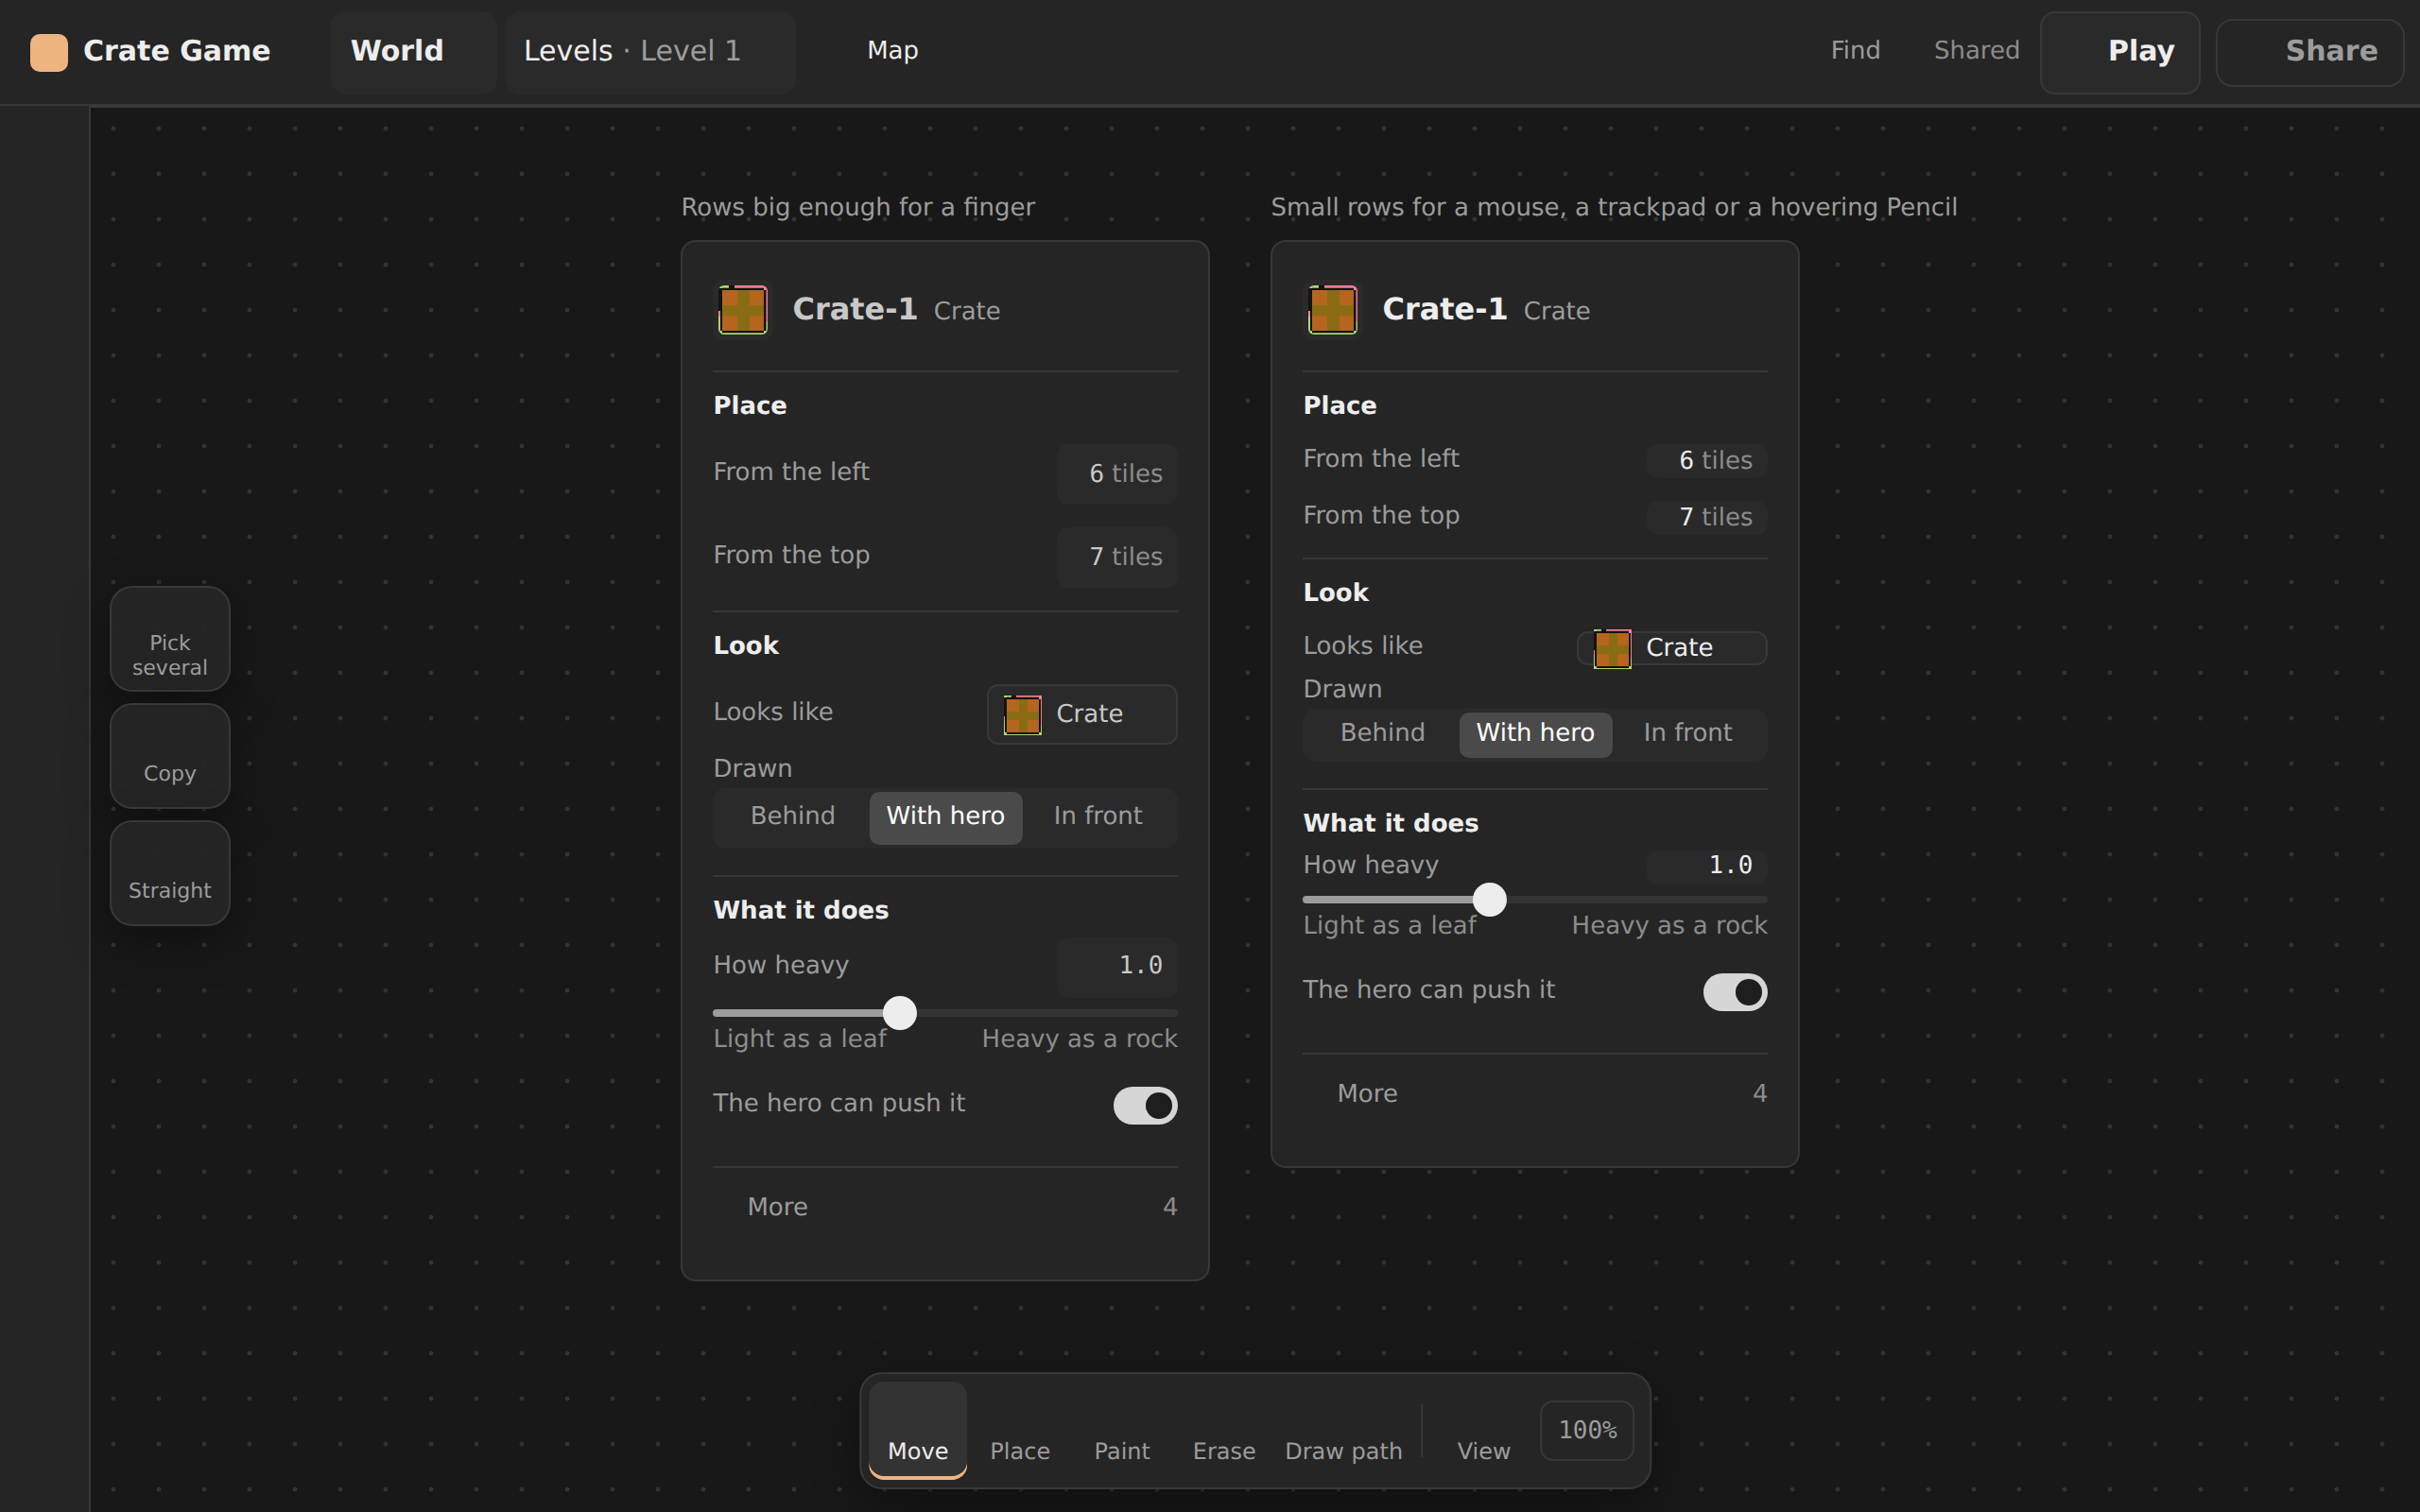 Crate Game
World
Levels · Level 1
Map
Find
Shared
Play
Share
Rows big enough for a finger
Crate-1 Crate
Place
From the left 6 tiles
From the top 7 tiles
Look
Looks like Crate
Drawn
Behind With hero In front
What it does
How heavy 1.0
Light as a leaf Heavy as a rock
The hero can push it
More 4
Small rows for a mouse, a trackpad or a hovering Pencil
Crate-1 Crate
Place
From the left 6 tiles
From the top 7 tiles
Look
Looks like Crate
Drawn
Behind With hero In front
What it does
How heavy 1.0
Light as a leaf Heavy as a rock
The hero can push it
More 4
Pick
several
Copy
Straight
Move Place Paint Erase Draw path View 100%